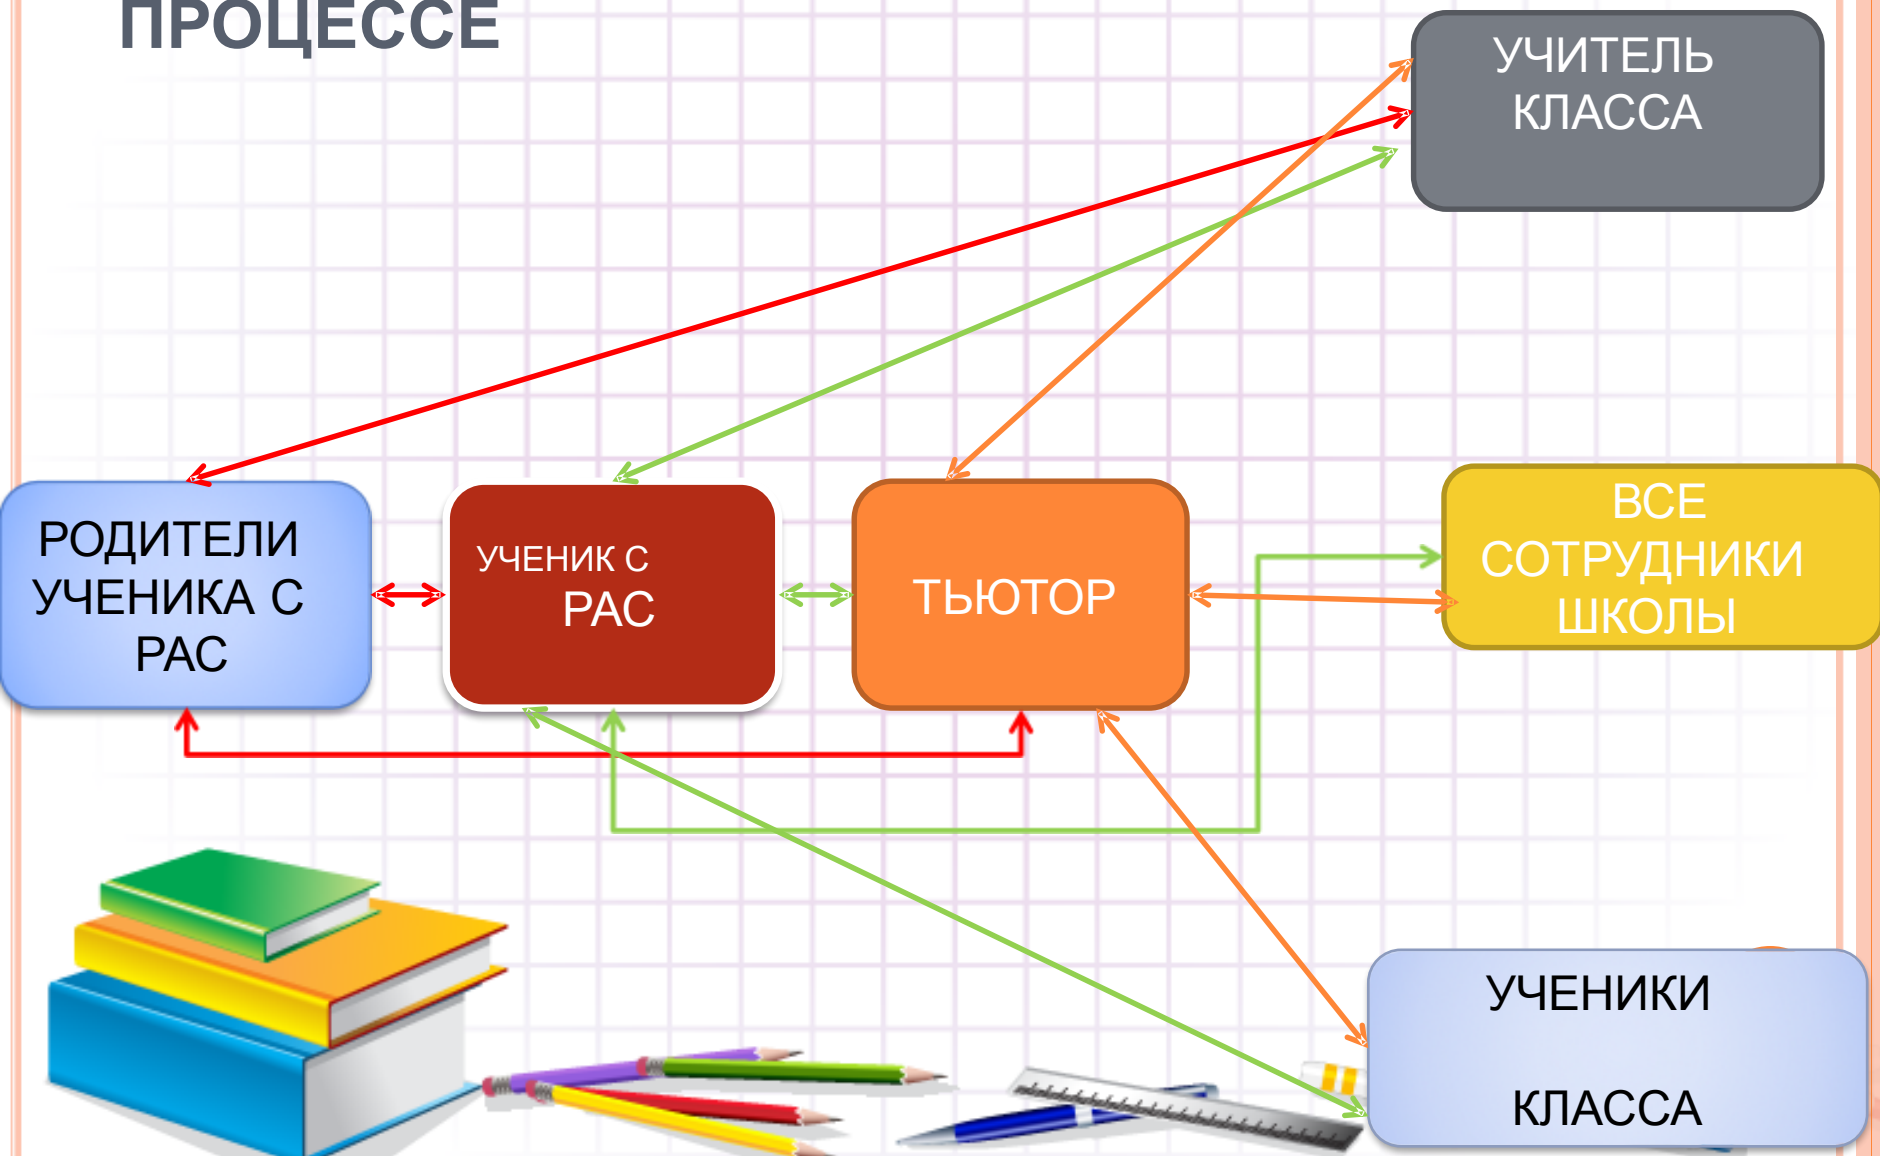 ПРОЦЕССЕ
УЧИТЕЛЬ
КЛАССА
РОДИТЕЛИ
УЧЕНИКА С
РАС
УЧЕНИК С
РАС
ТЬЮТОР
ВСЕ
СОТРУДНИКИ
ШКОЛЫ
УЧЕНИКИ
КЛАССА